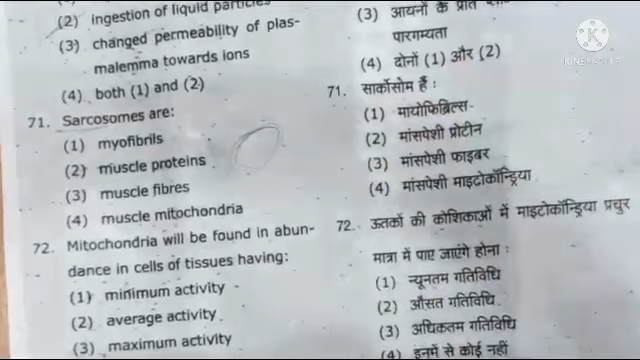 (2) ingestion of liquid particles
(3) changed permeability of plas-
malemma towards ions
(4) both (1) and (2)
71. Sarcosomes are:
(1) myofibrils
(2) muscle proteins
(3) muscle fibres
(4) muscle mitochondria
72. Mitochondria will be found in abun-
dance in cells of tissues having:
(1) minimum activity
(2) average activity
(3) maximum activity
(3) आयनों के प्रति
पारगम्यता
(4) दोनों (1) और (2)
71. सार्कोसोम हैं :
(1) मायोफिब्रिल्स
(2) मांसपेशी प्रोटीन
(3) मांसपेशी फाइबर
(4) मांसपेशी माइटोकॉन्ड्रिया
72. ऊतकों की कोशिकाओं में माइटोकॉन्ड्रिया प्रचुर
मात्रा में पाए जाएंगे होना :
(1) न्यूनतम गतिविधि
(2) औसत गतिविधि
(3) अधिकतम गतिविधि
(4) इनमें से कोई नहीं
KINEMASTER